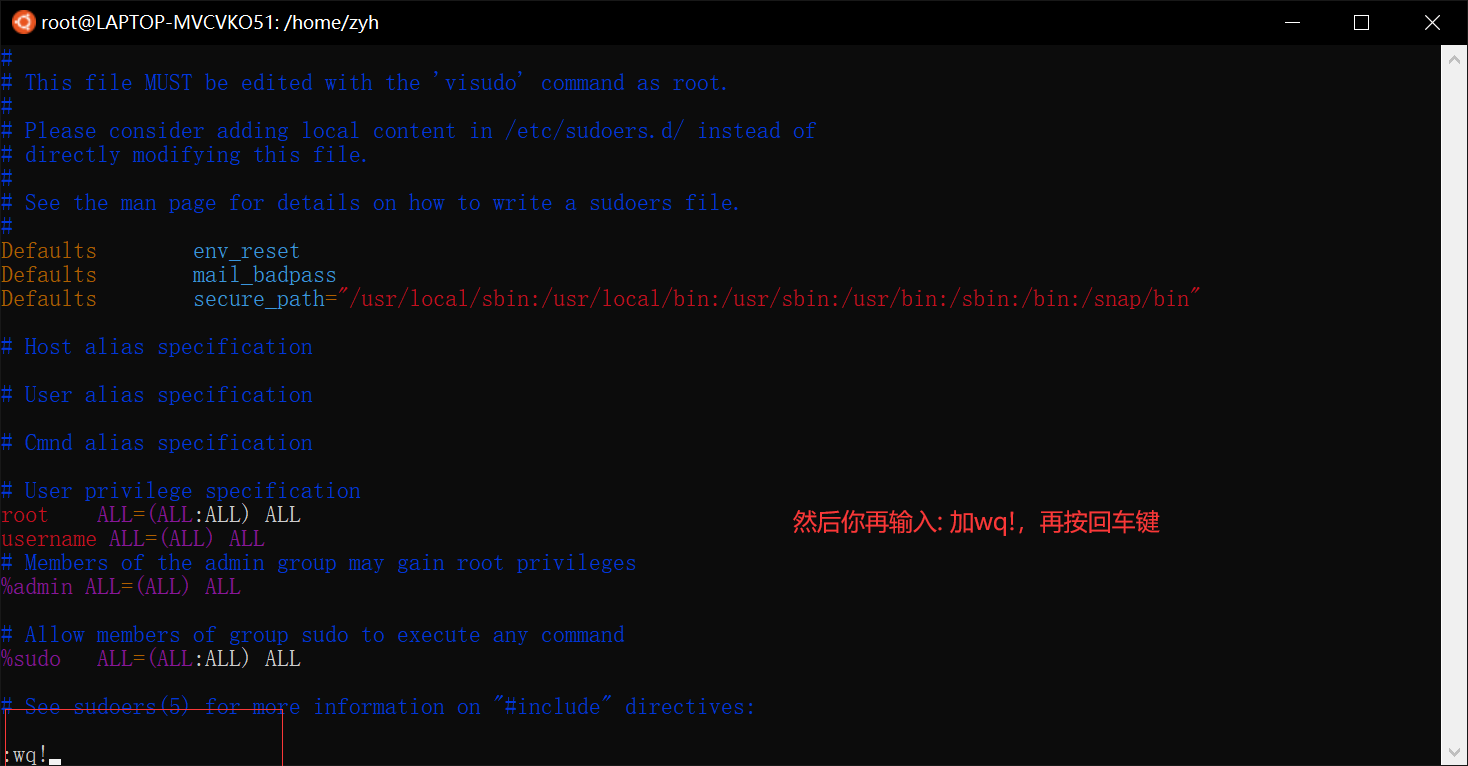 root@LAPTOP-MVCVKO51: /home/zyh
#
# This file MUST be edited with the 'visudo' command as root.
#
# Please consider adding local content in /etc/sudoers.d/ instead of
# directly modifying this file.
#
# See the man page for details on how to write a sudoers file.
#
Defaults        env_reset
Defaults        mail_badpass
Defaults        secure_path="/usr/local/sbin:/usr/local/bin:/usr/sbin:/usr/bin:/sbin:/bin:/snap/bin"
# Host alias specification
# User alias specification
# Cmnd alias specification
# User privilege specification
root    ALL=(ALL:ALL) ALL
然后你再输入: 加wq!，再按回车键
username ALL=(ALL) ALL
# Members of the admin group may gain root privileges
%admin ALL=(ALL) ALL
# Allow members of group sudo to execute any command
%sudo   ALL=(ALL:ALL) ALL
# See sudoers(5) for more information on "#include" directives:
:wq!